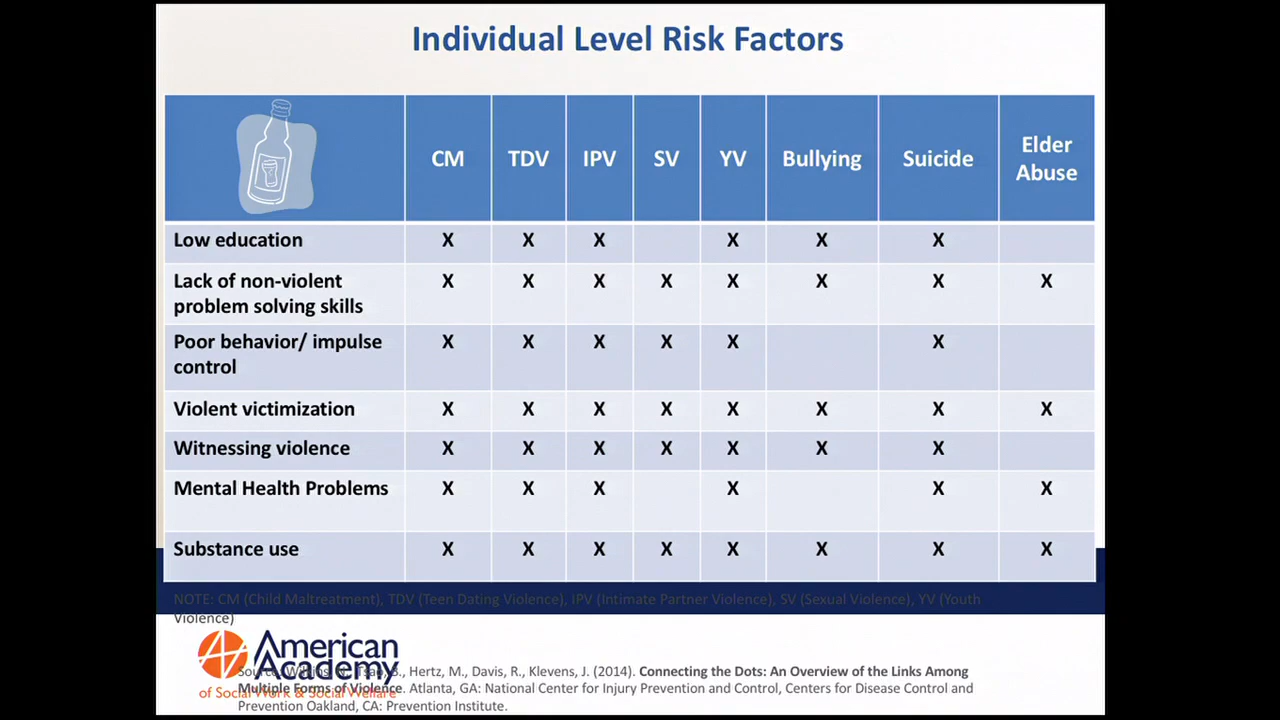 Individual Level Risk Factors
CM TDV IPV SV YV Bullying Suicide Elder Abuse
Low education X X X X X X
Lack of non-violent problem solving skills X X X X X X X X
Poor behavior/ impulse control X X X X X X
Violent victimization X X X X X X X X
Witnessing violence X X X X X X X
Mental Health Problems X X X X X X
Substance use X X X X X X X X
NOTE: CM (Child Maltreatment), TDV (Teen Dating Violence), IPV (Intimate Partner Violence), SV (Sexual Violence), YV (Youth
Violence)
American
Academy
of Social Work & Social Welfare
Hertz, M., Davis, R., Klevens, J. (2014). Connecting the Dots: An Overview of the Links Among
Multiple Forms of Violence. Atlanta, GA: National Center for Injury Prevention and Control, Centers for Disease Control and
Prevention Oakland, CA: Prevention Institute.